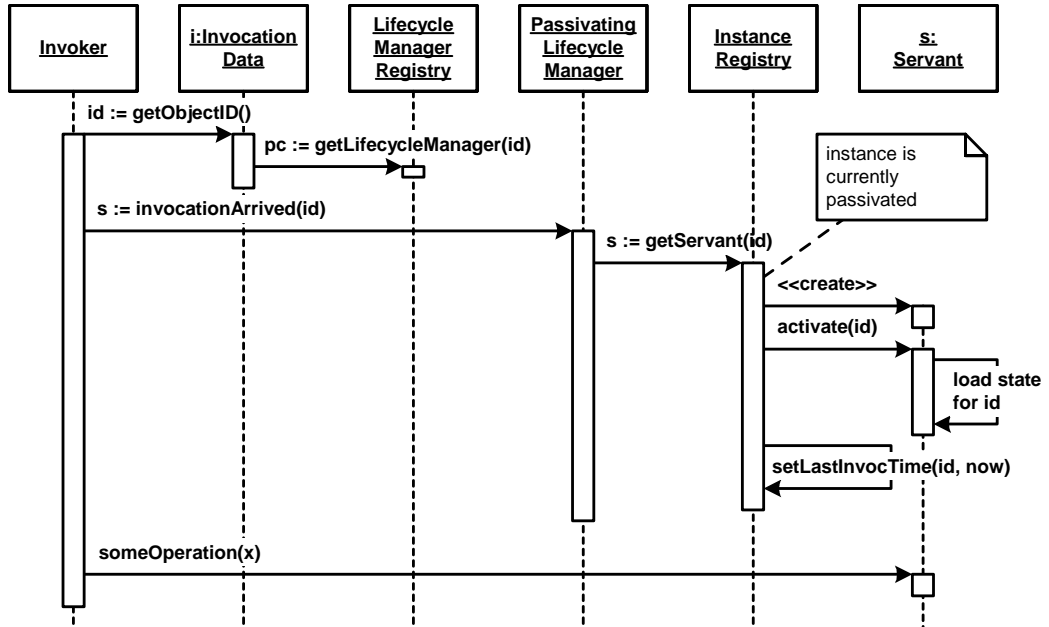 Invoker
i:Invocation
Data
Lifecycle
Manager
Registry
Passivating
Lifecycle
Manager
Instance
Registry
s:
Servant
id := getObjectID()
pc := getLifecycleManager(id)
instance is
currently
passivated
s := invocationArrived(id)
s := getServant(id)
<<create>>
activate(id)
load state
for id
setLastInvocTime(id, now)
someOperation(x)